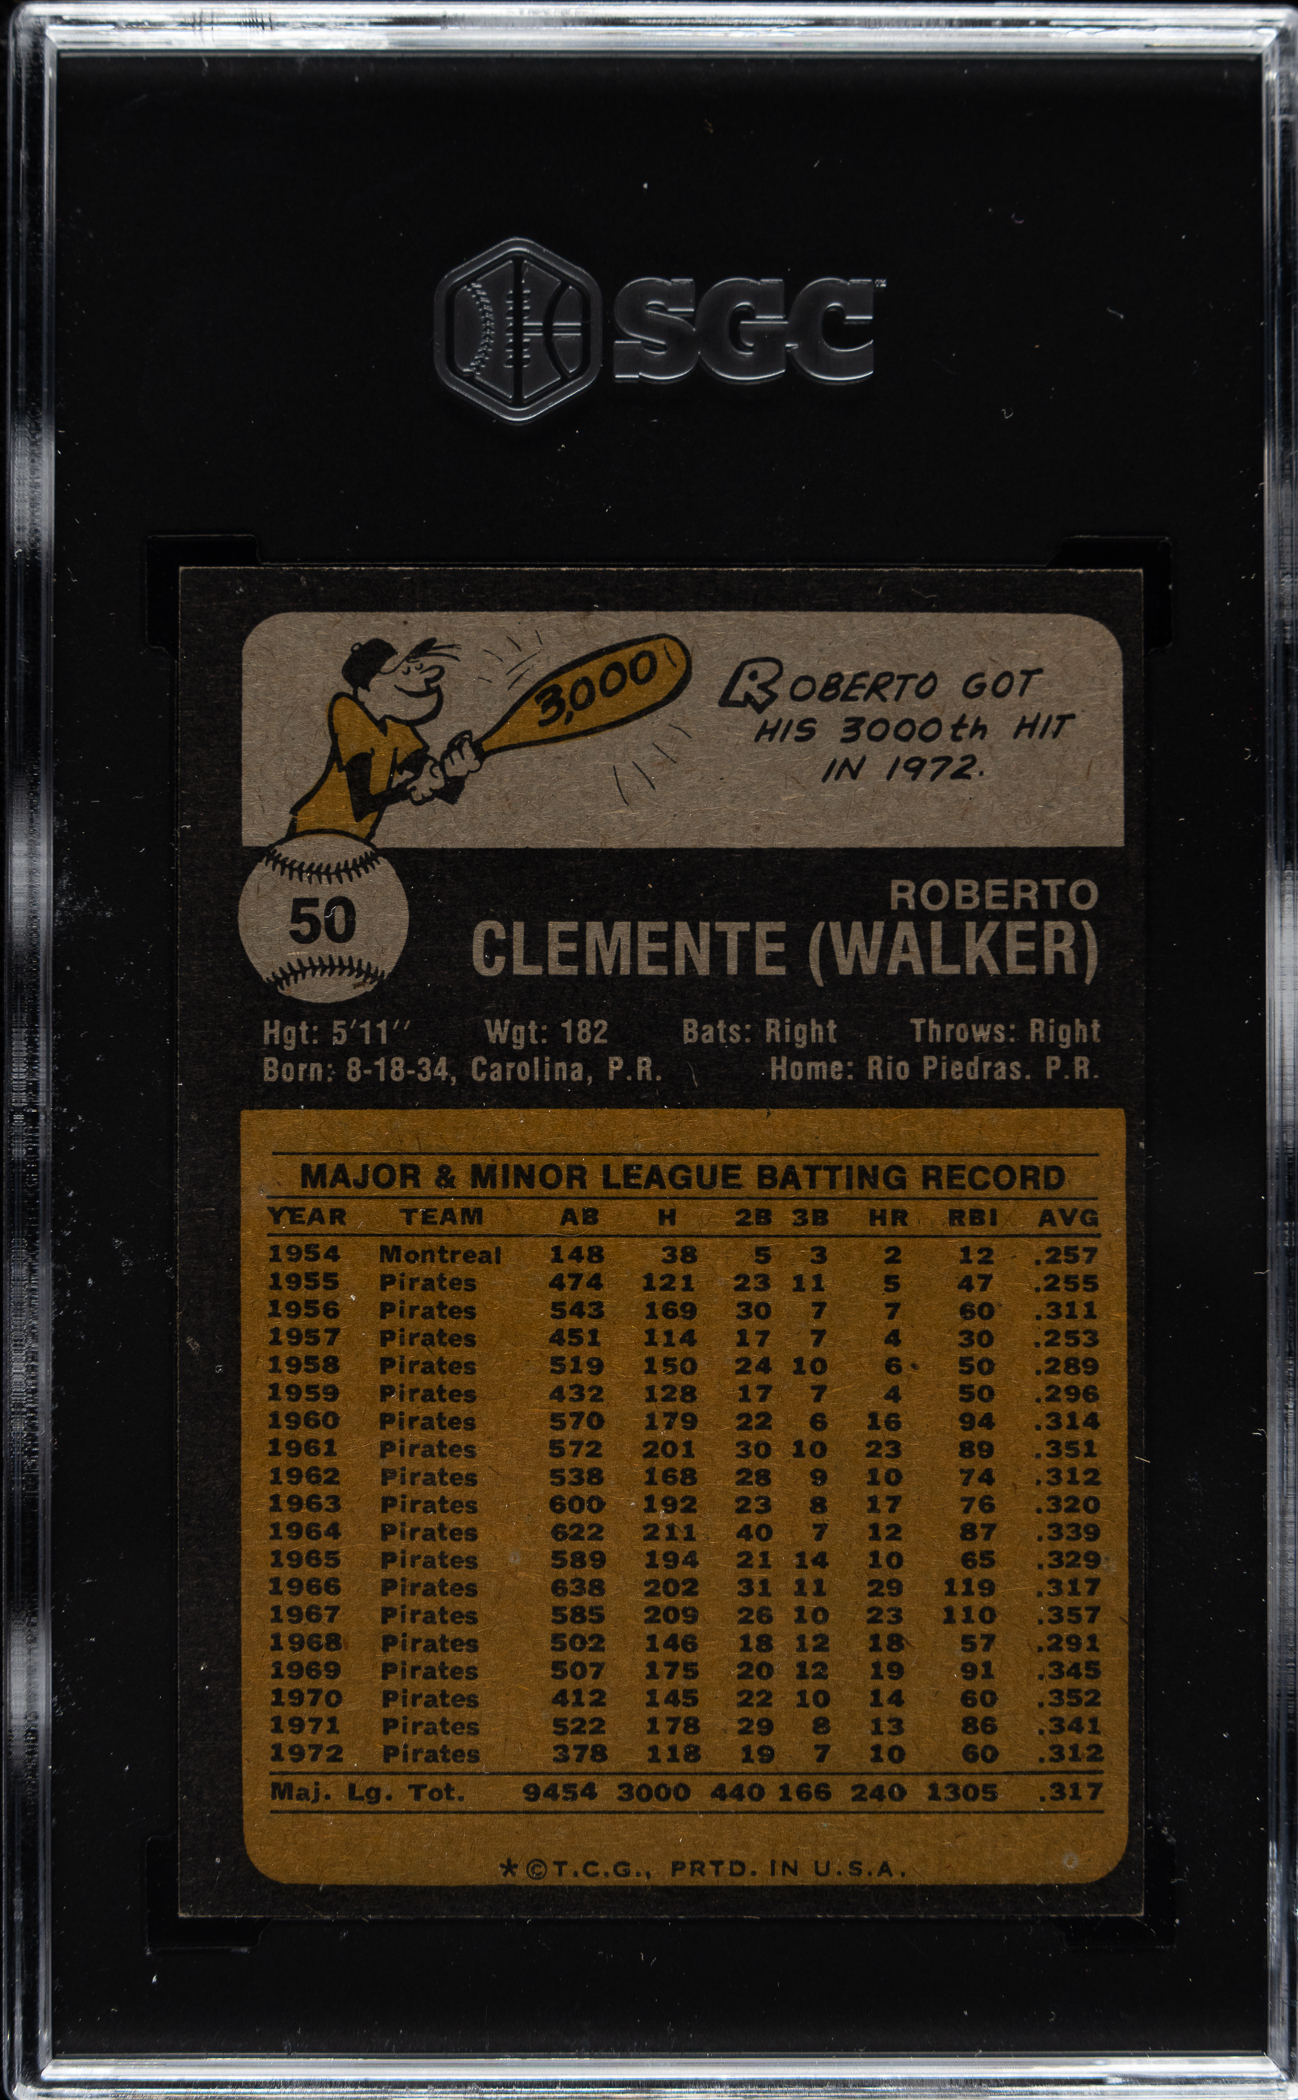 SGC
3,000
ROBERTO GOT
HIS 3000th HIT
IN 1972.
50
ROBERTO
CLEMENTE (WALKER)
Hgt: 5'11" Wgt: 182 Bats: Right Throws: Right
Born: 8-18-34, Carolina, P.R. Home: Rio Piedras. P.R.
MAJOR & MINOR LEAGUE BATTING RECORD
YEAR TEAM AB H 2B 3B HR RBI AVG
1954 Montreal 148 38 5 3 2 12 .257
1955 Pirates 474 121 23 11 5 47 .255
1956 Pirates 543 169 30 7 7 60 .311
1957 Pirates 451 114 17 7 4 30 .253
1958 Pirates 519 150 24 10 6 50 .289
1959 Pirates 432 128 17 7 4 50 .296
1960 Pirates 570 179 22 6 16 94 .314
1961 Pirates 572 201 30 10 23 89 .351
1962 Pirates 538 168 28 9 10 74 .312
1963 Pirates 600 192 23 8 17 76 .320
1964 Pirates 622 211 40 7 12 87 .339
1965 Pirates 589 194 21 14 10 65 .329
1966 Pirates 638 202 31 11 29 119 .317
1967 Pirates 585 209 26 10 23 110 .357
1968 Pirates 502 146 18 12 18 57 .291
1969 Pirates 507 175 20 12 19 91 .345
1970 Pirates 412 145 22 10 14 60 .352
1971 Pirates 522 178 29 8 13 86 .341
1972 Pirates 378 118 19 7 10 60 .312
Maj. Lg. Tot. 9454 3000 440 166 240 1305 .317
*©T.C.G., PRTD. IN U.S.A.